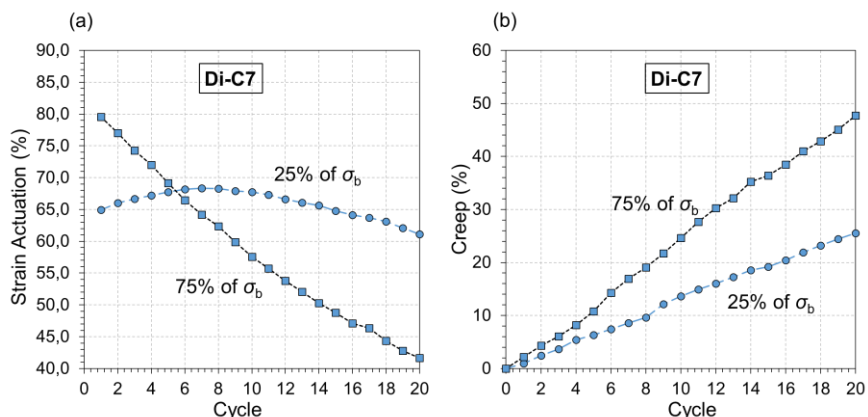 (a)
Di-C7
Strain Actuation (%)
90,0
85,0
80,0
75,0
70,0
65,0
60,0
55,0
50,0
45,0
40,0
25% of σb
75% of σb
0 2 4 6 8 10 12 14 16 18 20
Cycle
(b)
Di-C7
Creep (%)
60
50
40
30
20
10
0
75% of σb
25% of σb
0 2 4 6 8 10 12 14 16 18 20
Cycle